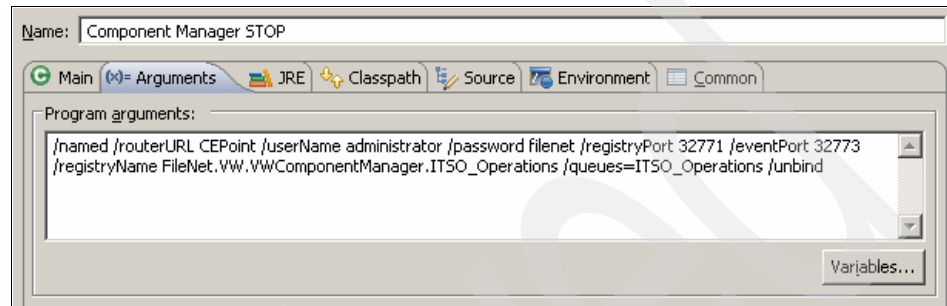 Name: Component Manager STOP
Main (x)= Arguments JRE Classpath Source Environment Common
Program arguments:
/named /routerURL CEPoint /userName administrator /password filenet /registryPort 32771 /eventPort 32773
/registryName FileNet.VW.VWComponentManager.ITSO_Operations /queues=ITSO_Operations /unbind
Variables...